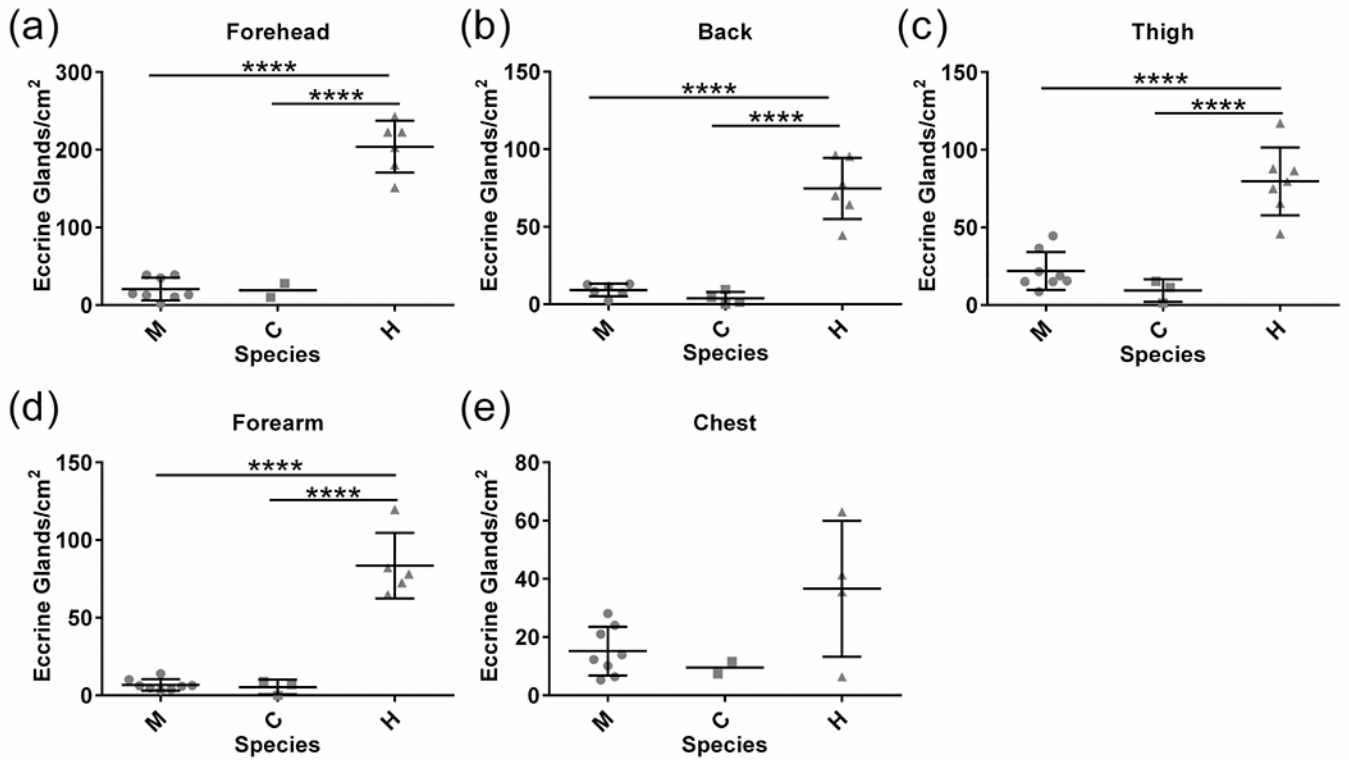 (a)
Forehead
Eccrine Glands/cm²
300
200
100
0
****
****
M
C
H
Species
(b)
Back
Eccrine Glands/cm²
150
100
50
0
****
****
M
C
H
Species
(c)
Thigh
Eccrine Glands/cm²
150
100
50
0
****
****
M
C
H
Species
(d)
Forearm
Eccrine Glands/cm²
150
100
50
0
****
****
M
C
H
Species
(e)
Chest
Eccrine Glands/cm²
80
60
40
20
0
M
C
H
Species